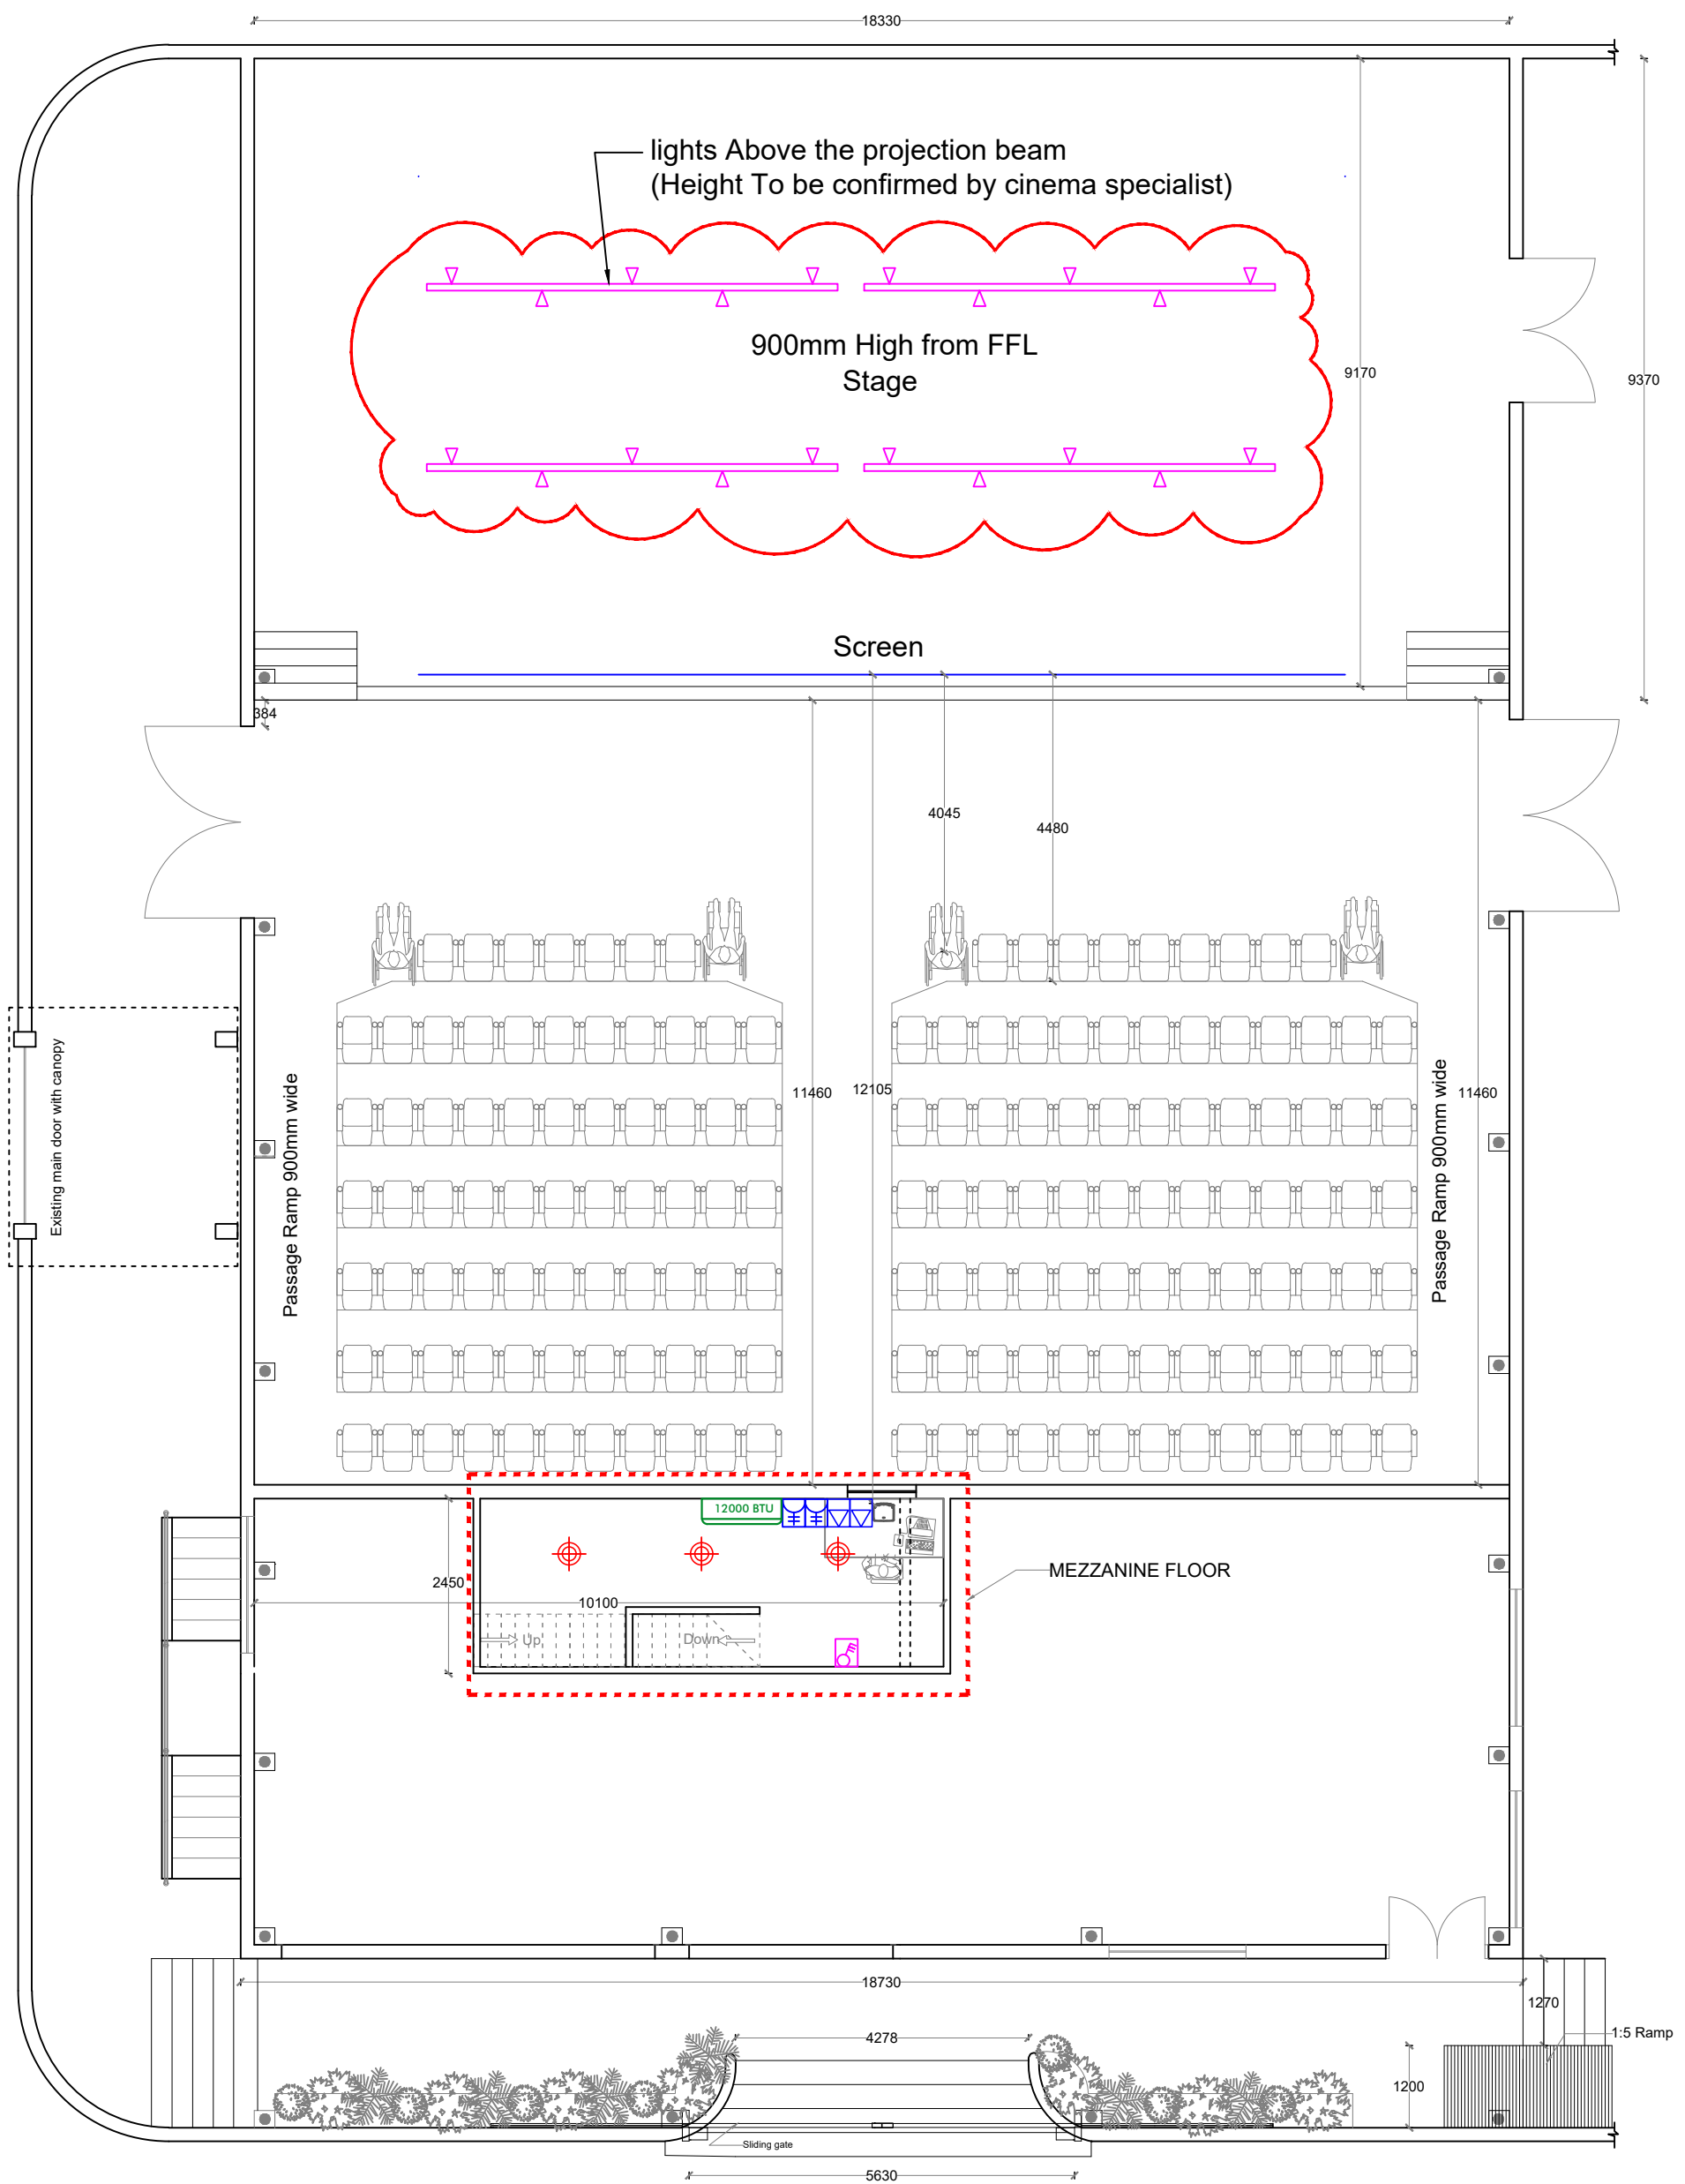 18330
lights Above the projection beam
(Height To be confirmed by cinema specialist)
900mm High from FFL
Stage
9170
9370
Screen
384
4045
4480
Existing main door with canopy
Passage Ramp 900mm wide
11460
12105
11460
Passage Ramp 900mm wide
12000 BTU
MEZZANINE FLOOR
2450
10100
Up
Down
18730
1270
4278
1:5 Ramp
1200
Sliding gate
5630